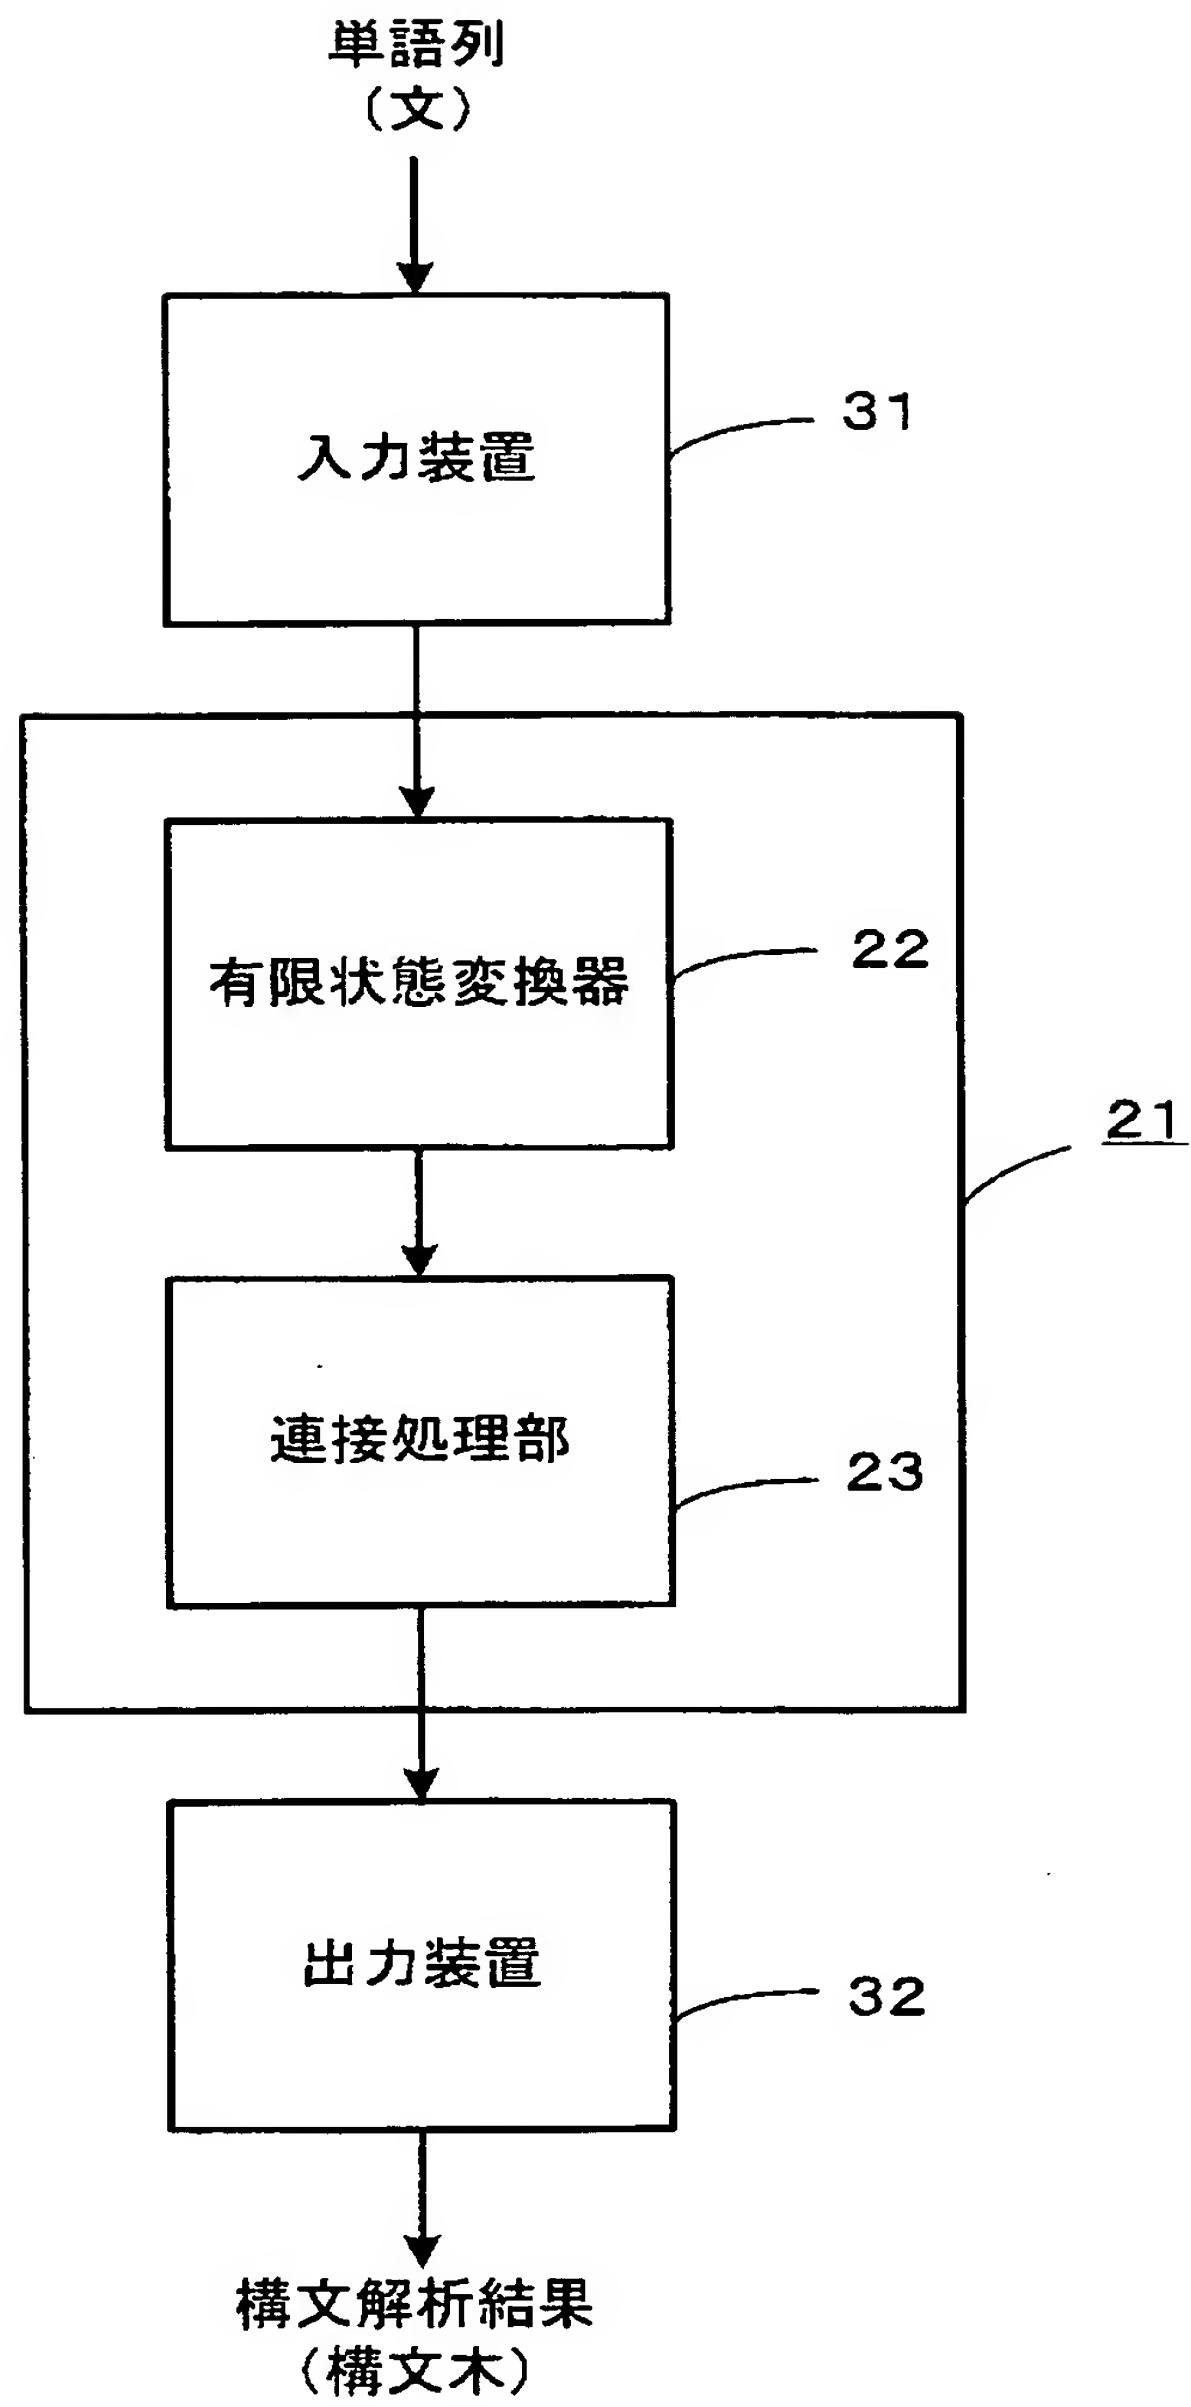 単語列
(文)
入力装置
31
有限状態変換器
22
21
連接処理部
23
出力装置
32
構文解析結果
(構文木)